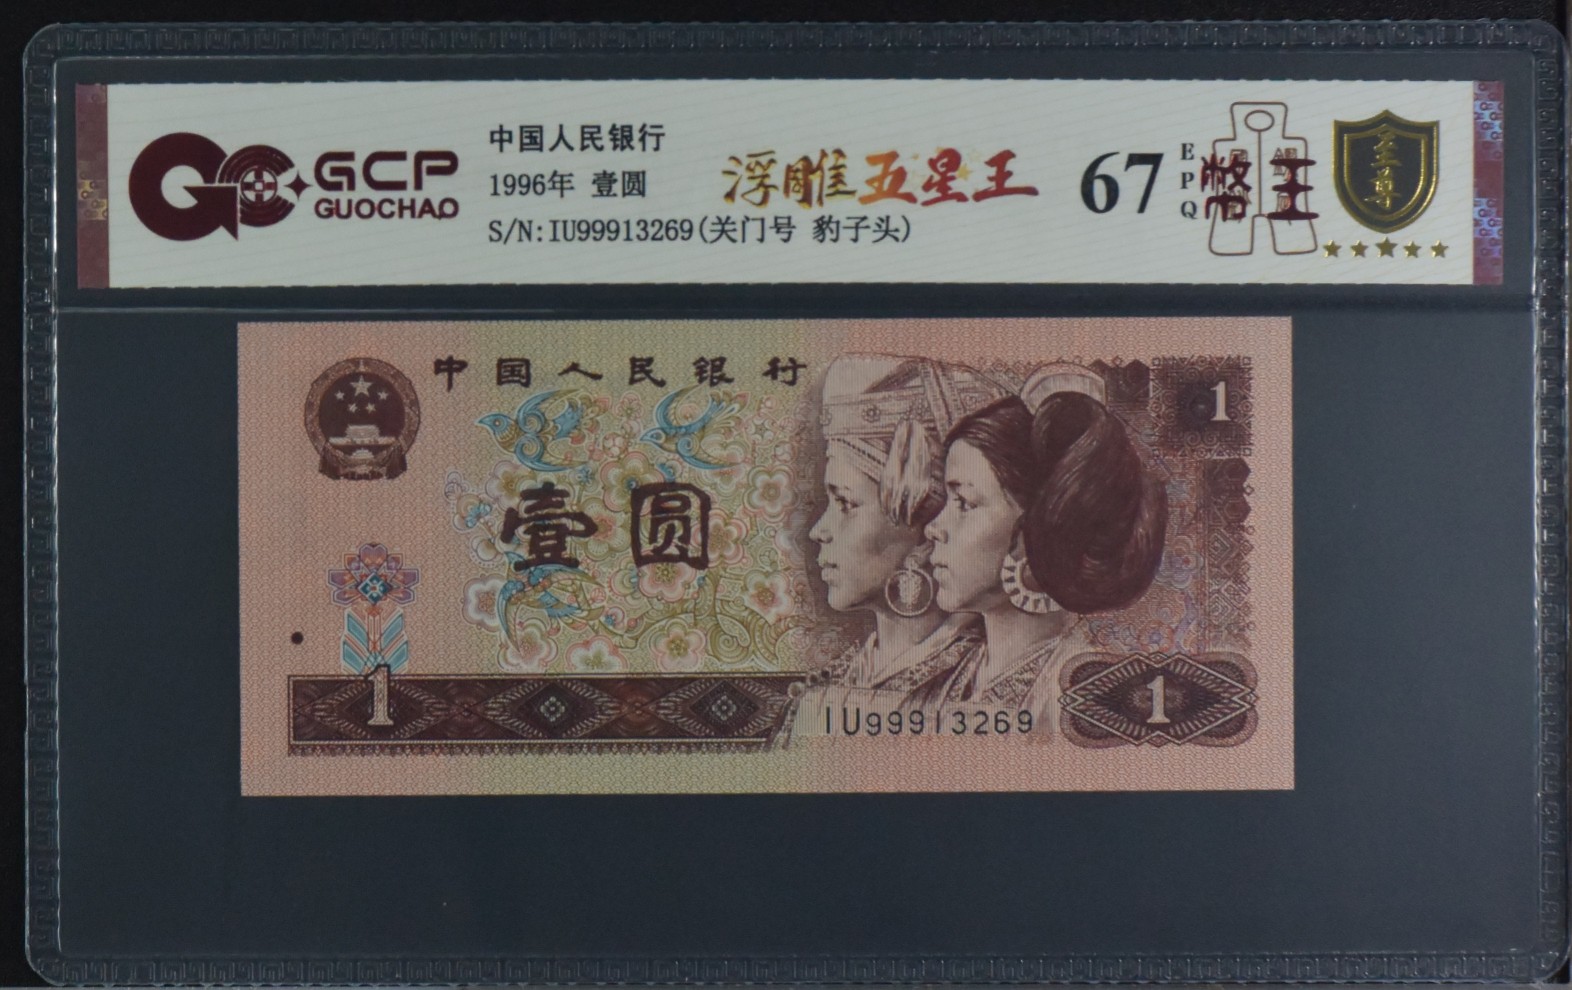 GCP
GUOCHAO
中国人民银行
1996年 壹圆
S/N:IU99913269(关门号 豹子头)
浮雕五星王
67
EPQ
至尊
中国人民银行
1
壹圆
1
1
IU99913269